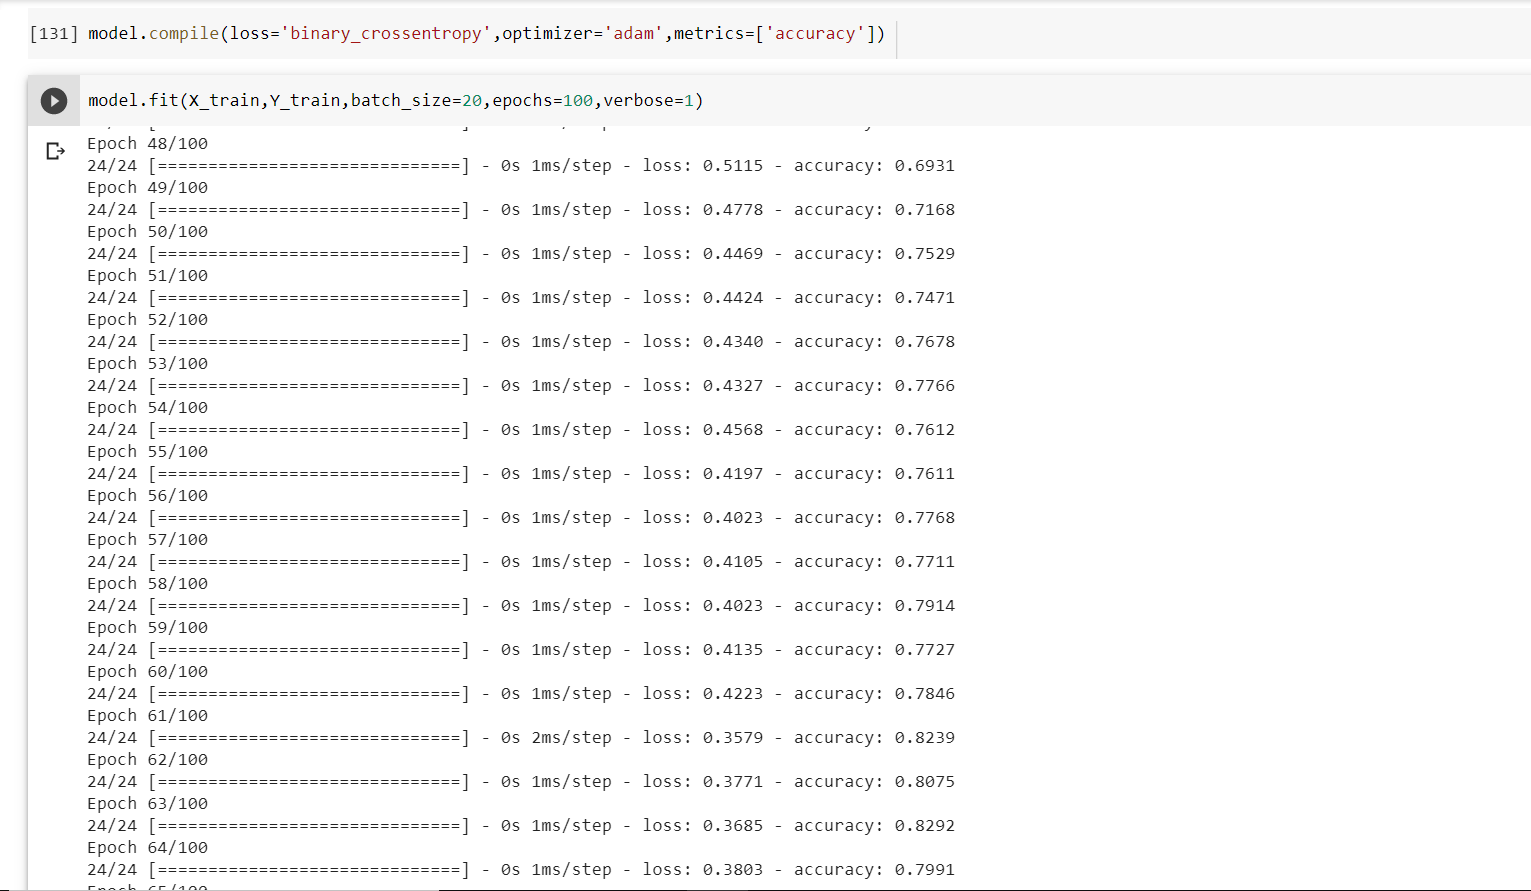 [131] model.compile(loss='binary_crossentropy',optimizer='adam',metrics=['accuracy'])
model.fit(X_train,Y_train,batch_size=20,epochs=100,verbose=1)
Epoch 48/100
24/24 [==============================] - 0s 1ms/step - loss: 0.5115 - accuracy: 0.6931
Epoch 49/100
24/24 [==============================] - 0s 1ms/step - loss: 0.4778 - accuracy: 0.7168
Epoch 50/100
24/24 [==============================] - 0s 1ms/step - loss: 0.4469 - accuracy: 0.7529
Epoch 51/100
24/24 [==============================] - 0s 1ms/step - loss: 0.4424 - accuracy: 0.7471
Epoch 52/100
24/24 [==============================] - 0s 1ms/step - loss: 0.4340 - accuracy: 0.7678
Epoch 53/100
24/24 [==============================] - 0s 1ms/step - loss: 0.4327 - accuracy: 0.7766
Epoch 54/100
24/24 [==============================] - 0s 1ms/step - loss: 0.4568 - accuracy: 0.7612
Epoch 55/100
24/24 [==============================] - 0s 1ms/step - loss: 0.4197 - accuracy: 0.7611
Epoch 56/100
24/24 [==============================] - 0s 1ms/step - loss: 0.4023 - accuracy: 0.7768
Epoch 57/100
24/24 [==============================] - 0s 1ms/step - loss: 0.4105 - accuracy: 0.7711
Epoch 58/100
24/24 [==============================] - 0s 1ms/step - loss: 0.4023 - accuracy: 0.7914
Epoch 59/100
24/24 [==============================] - 0s 1ms/step - loss: 0.4135 - accuracy: 0.7727
Epoch 60/100
24/24 [==============================] - 0s 1ms/step - loss: 0.4223 - accuracy: 0.7846
Epoch 61/100
24/24 [==============================] - 0s 2ms/step - loss: 0.3579 - accuracy: 0.8239
Epoch 62/100
24/24 [==============================] - 0s 1ms/step - loss: 0.3771 - accuracy: 0.8075
Epoch 63/100
24/24 [==============================] - 0s 1ms/step - loss: 0.3685 - accuracy: 0.8292
Epoch 64/100
24/24 [==============================] - 0s 1ms/step - loss: 0.3803 - accuracy: 0.7991
Epoch 65/100